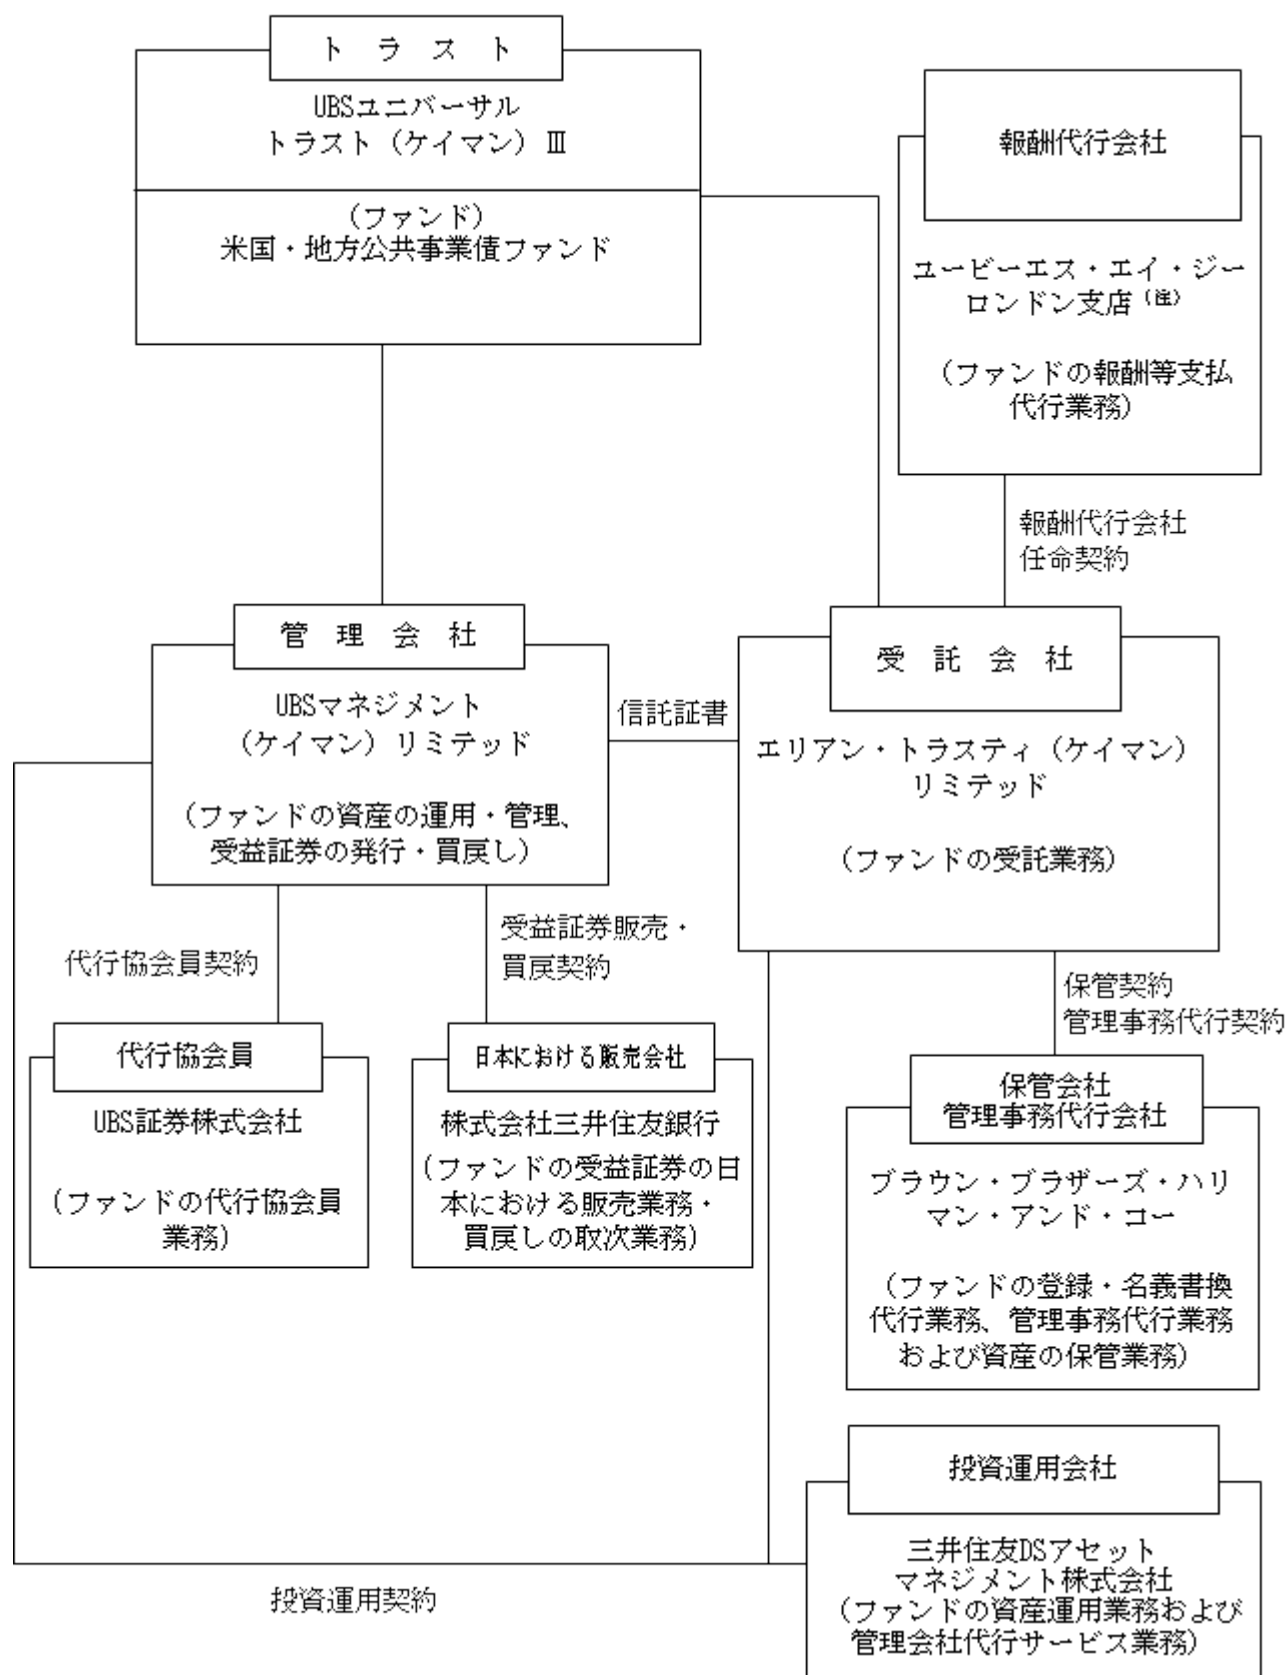 トラスト
UBSユニバーサル
トラスト（ケイマン）Ⅲ
（ファンド）
米国・地方公共事業債ファンド
報酬代行会社
ユービーエス・エイ・ジー
ロンドン支店（注）
（ファンドの報酬等支払
代行業務）
報酬代行会社
任命契約
管理会社
UBSマネジメント
（ケイマン）リミテッド
（ファンドの資産の運用・管理、
受益証券の発行・買戻し）
信託証書
受託会社
エリアン・トラスティ（ケイマン）
リミテッド
（ファンドの受託業務）
代行協会員契約
受益証券販売・
買戻契約
保管契約
管理事務代行契約
代行協会員
UBS証券株式会社
（ファンドの代行協会員
業務）
日本における販売会社
株式会社三井住友銀行
（ファンドの受益証券の日
本における販売業務・
買戻しの取次業務）
保管会社
管理事務代行会社
ブラウン・ブラザーズ・ハリ
マン・アンド・コー
（ファンドの登録・名義書換
代行業務、管理事務代行業務
および資産の保管業務）
投資運用契約
投資運用会社
三井住友DSアセット
マネジメント株式会社
（ファンドの資産運用業務および
管理会社代行サービス業務）